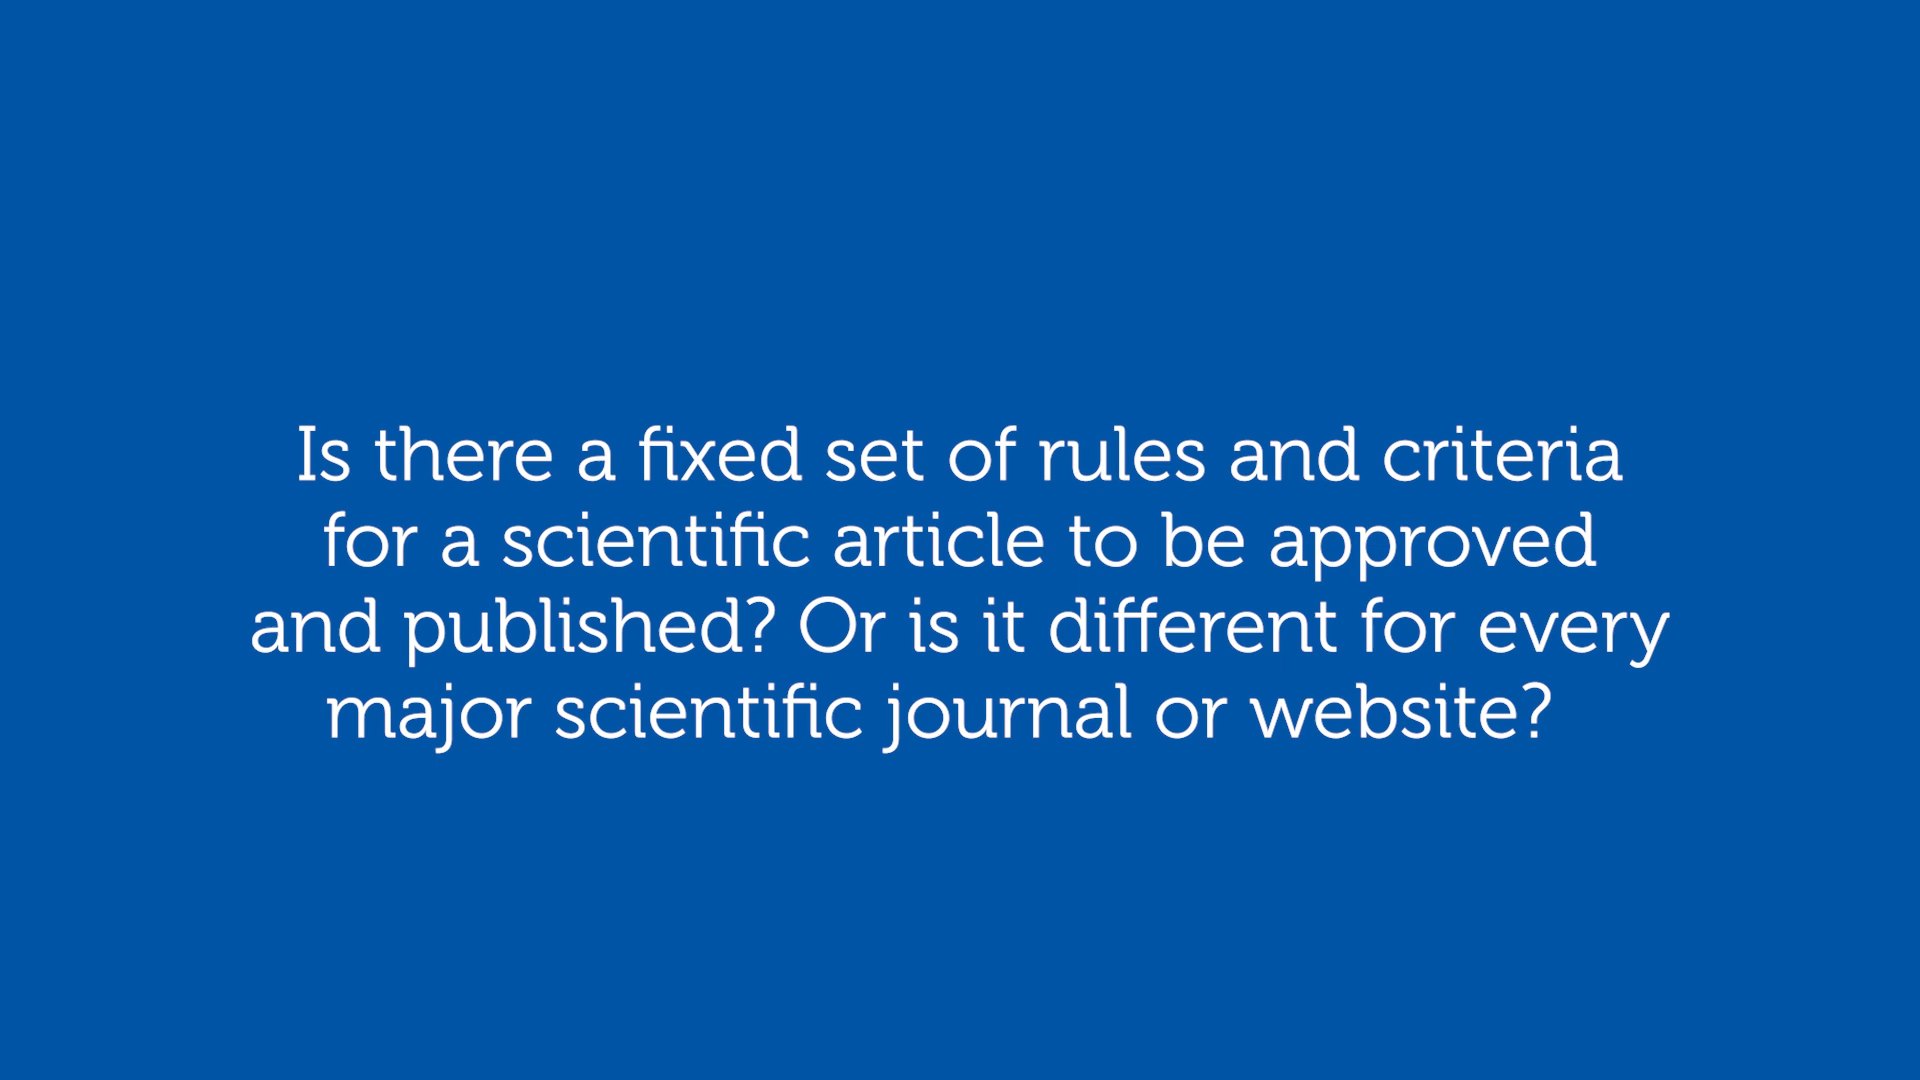 Is there a fixed set of rules and criteria
for a scientific article to be approved
and published? Or is it different for every
major scientific journal or website?